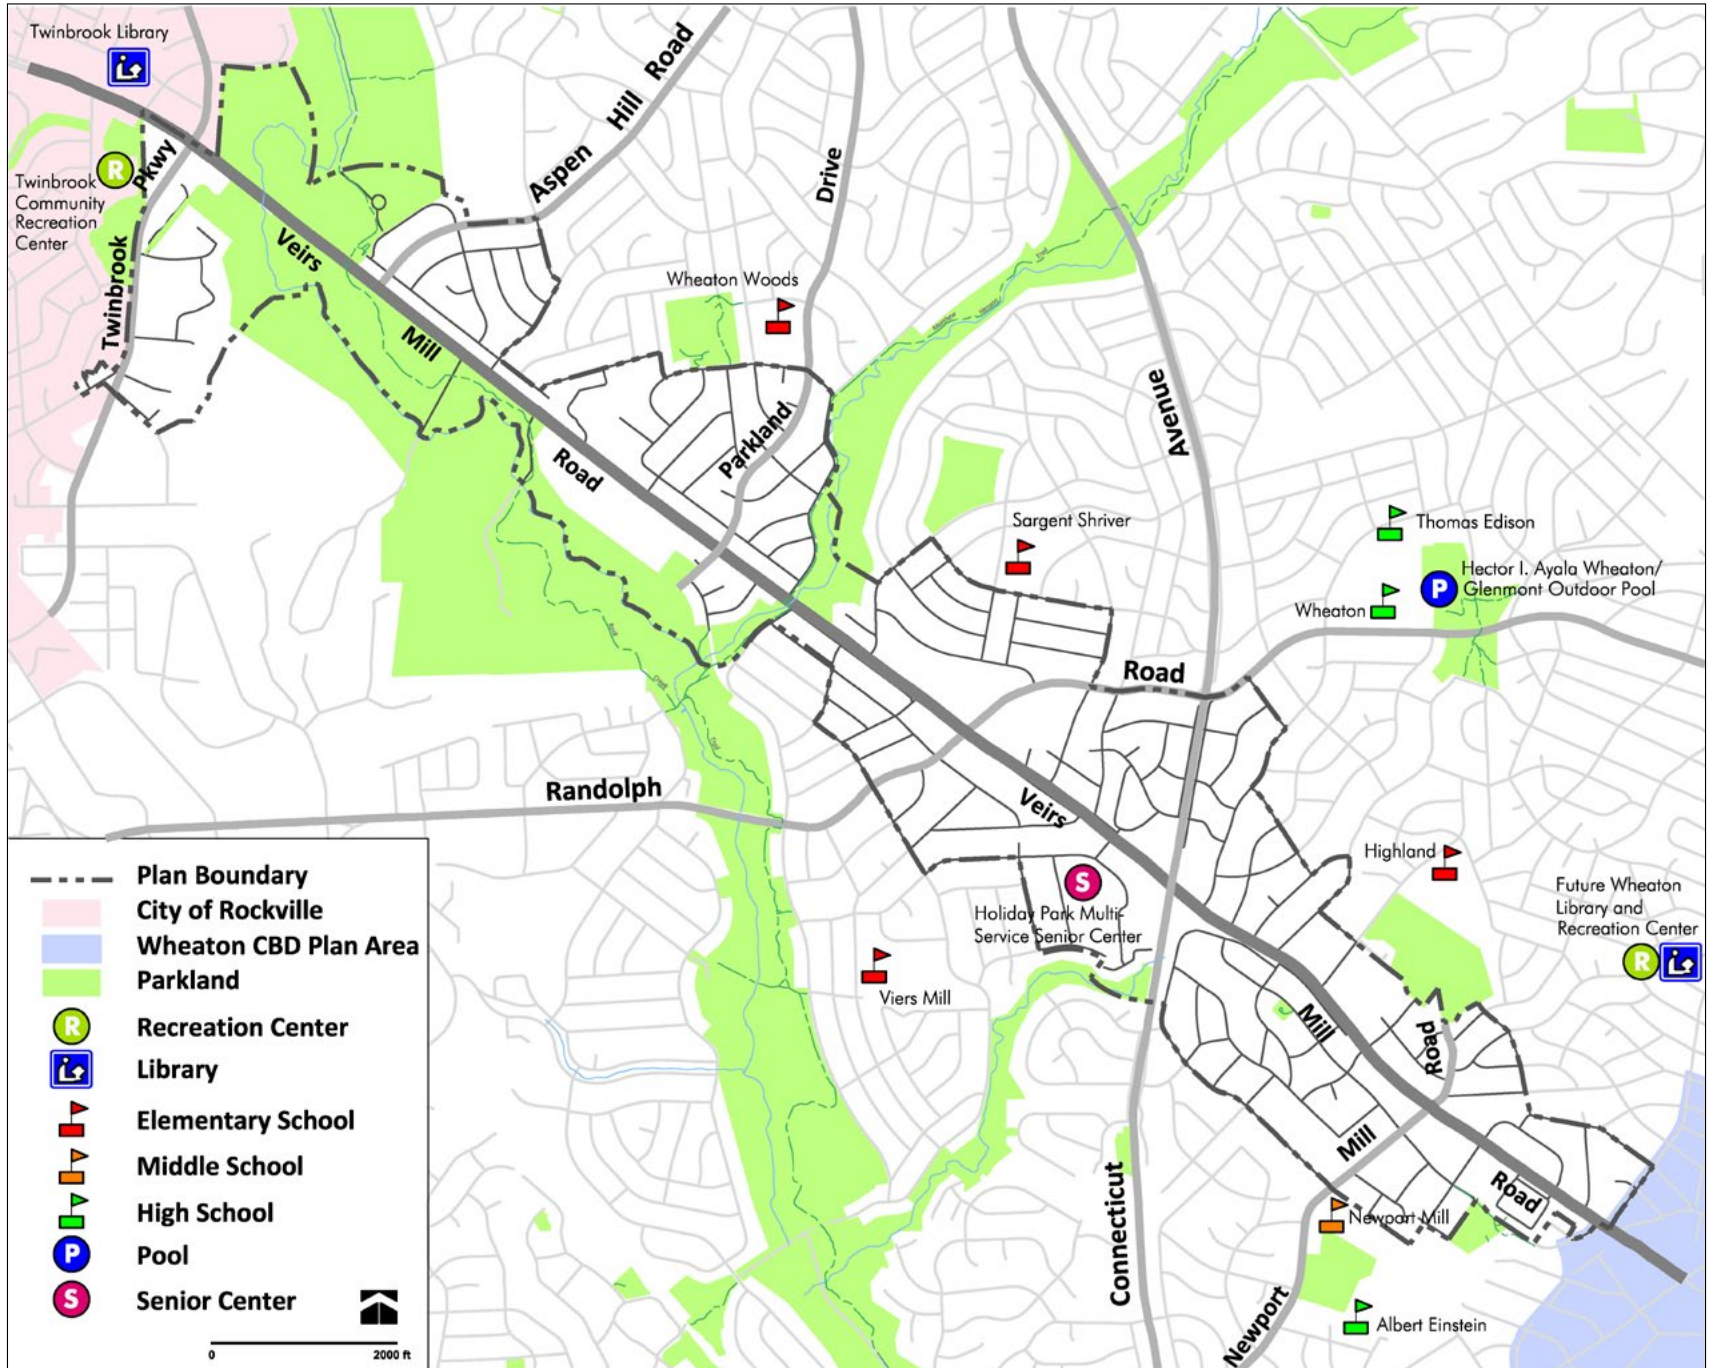 Twinbrook Library
Hill Road
Aspen
Drive
Pkwy
R
Twinbrook
Community
Recreation
Center
Twinbrook
Veirs
Mill
Road
Wheaton Woods
Parkland
Avenue
Sargent Shriver
Thomas Edison
P
Hector I. Ayala Wheaton/
Glenmont Outdoor Pool
Wheaton
Road
Randolph
Veirs
S
Holiday Park Multi-
Service Senior Center
Highland
Future Wheaton
Library and
Recreation Center
R
Viers Mill
Mill
Road
Mill
Road
Newport Mill
Connecticut
Newport
Albert Einstein
Plan Boundary
City of Rockville
Wheaton CBD Plan Area
Parkland
R Recreation Center
Library
Elementary School
Middle School
High School
P Pool
S Senior Center
0 2000 ft